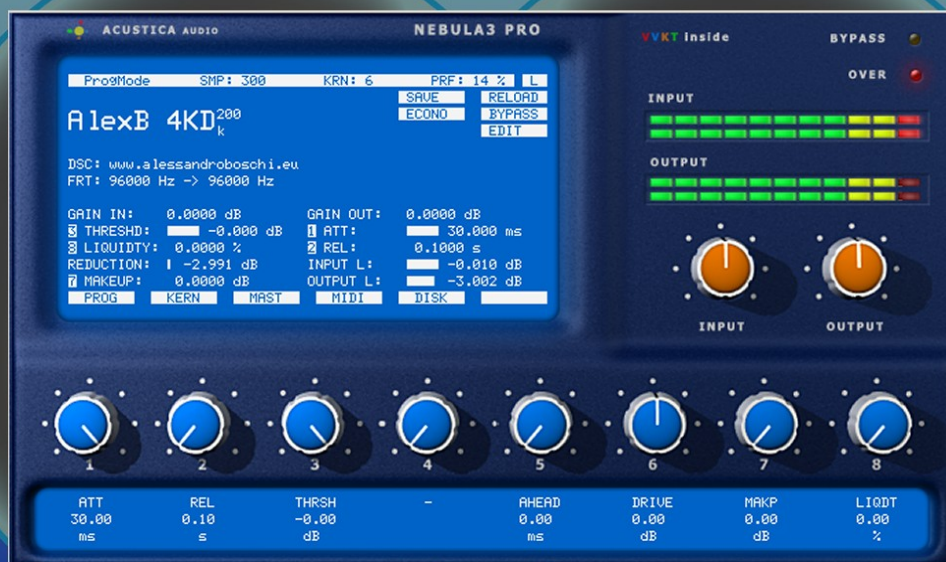 ACUSTICA AUDIO
NEBULA3 PRO
VVKT inside
BYPASS
OVER
ProgMode SMP: 300 KRN: 6 PRF: 14 % L
SAVE RELOAD
AlexB 4KD 200 k
ECONO BYPASS
EDIT
DSC: www.alessandroboschi.eu
FRT: 96000 Hz -> 96000 Hz
GAIN IN: 0.0000 dB GAIN OUT: 0.0000 dB
3 THRESHD: -0.000 dB 1 ATT: 30.000 ms
8 LIQUIDTY: 0.0000 % 2 REL: 0.1000 s
REDUCTION: -2.991 dB INPUT L: -0.010 dB
7 MAKEUP: 0.0000 dB OUTPUT L: -3.002 dB
PROG KERN MAST MIDI DISK
INPUT
OUTPUT
INPUT OUTPUT
1 2 3 4 5 6 7 8
ATT REL THRSH - AHEAD DRIVE MAKP LIQDT
30.00 0.10 -0.00 0.00 0.00 0.00 0.00
ms s dB ms dB dB %